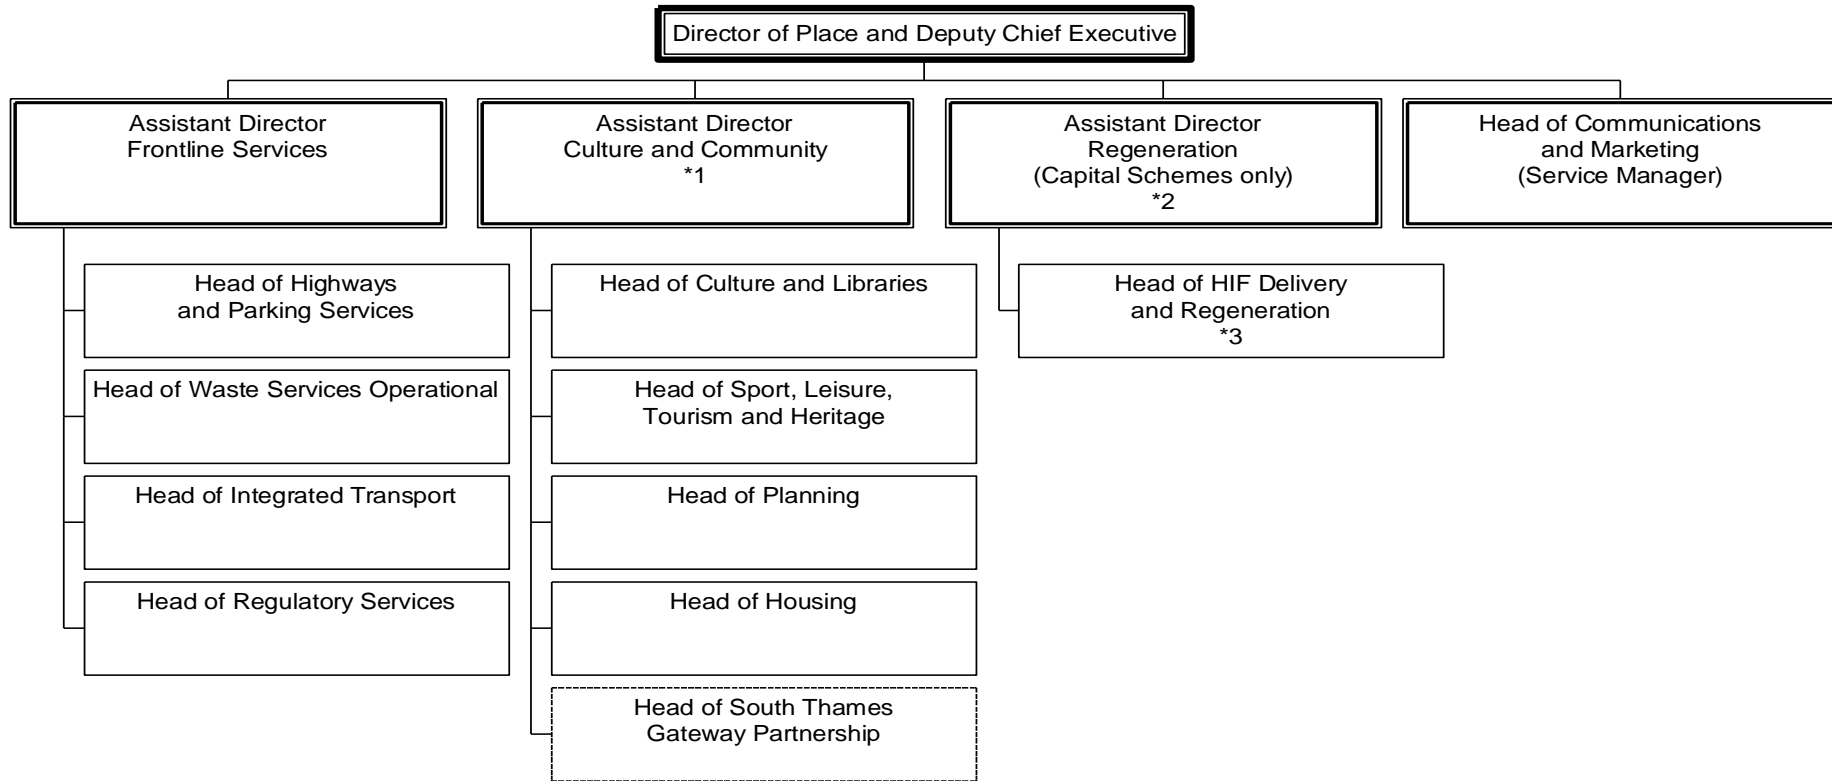 Director of Place and Deputy Chief Executive
Assistant Director
Frontline Services
Assistant Director
Culture and Community
*1
Assistant Director
Regeneration
(Capital Schemes only)
*2
Head of Communications
and Marketing
(Service Manager)
Head of Highways
and Parking Services
Head of Waste Services Operational
Head of Integrated Transport
Head of Regulatory Services
Head of Culture and Libraries
Head of Sport, Leisure,
Tourism and Heritage
Head of Planning
Head of Housing
Head of South Thames
Gateway Partnership
Head of HIF Delivery
and Regeneration
*3